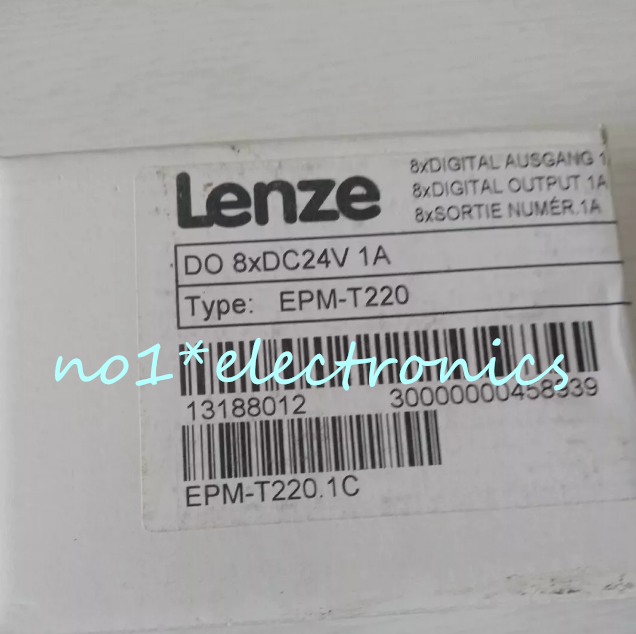 Lenze
8xDIGITAL AUSGANG 1
8xDIGITAL OUTPUT 1A
8xSORTIE NUMÉR.1A
DO 8xDC24V 1A
Type: EPM-T220
no1*electronics
13188012 30000000458939
EPM-T220.1C